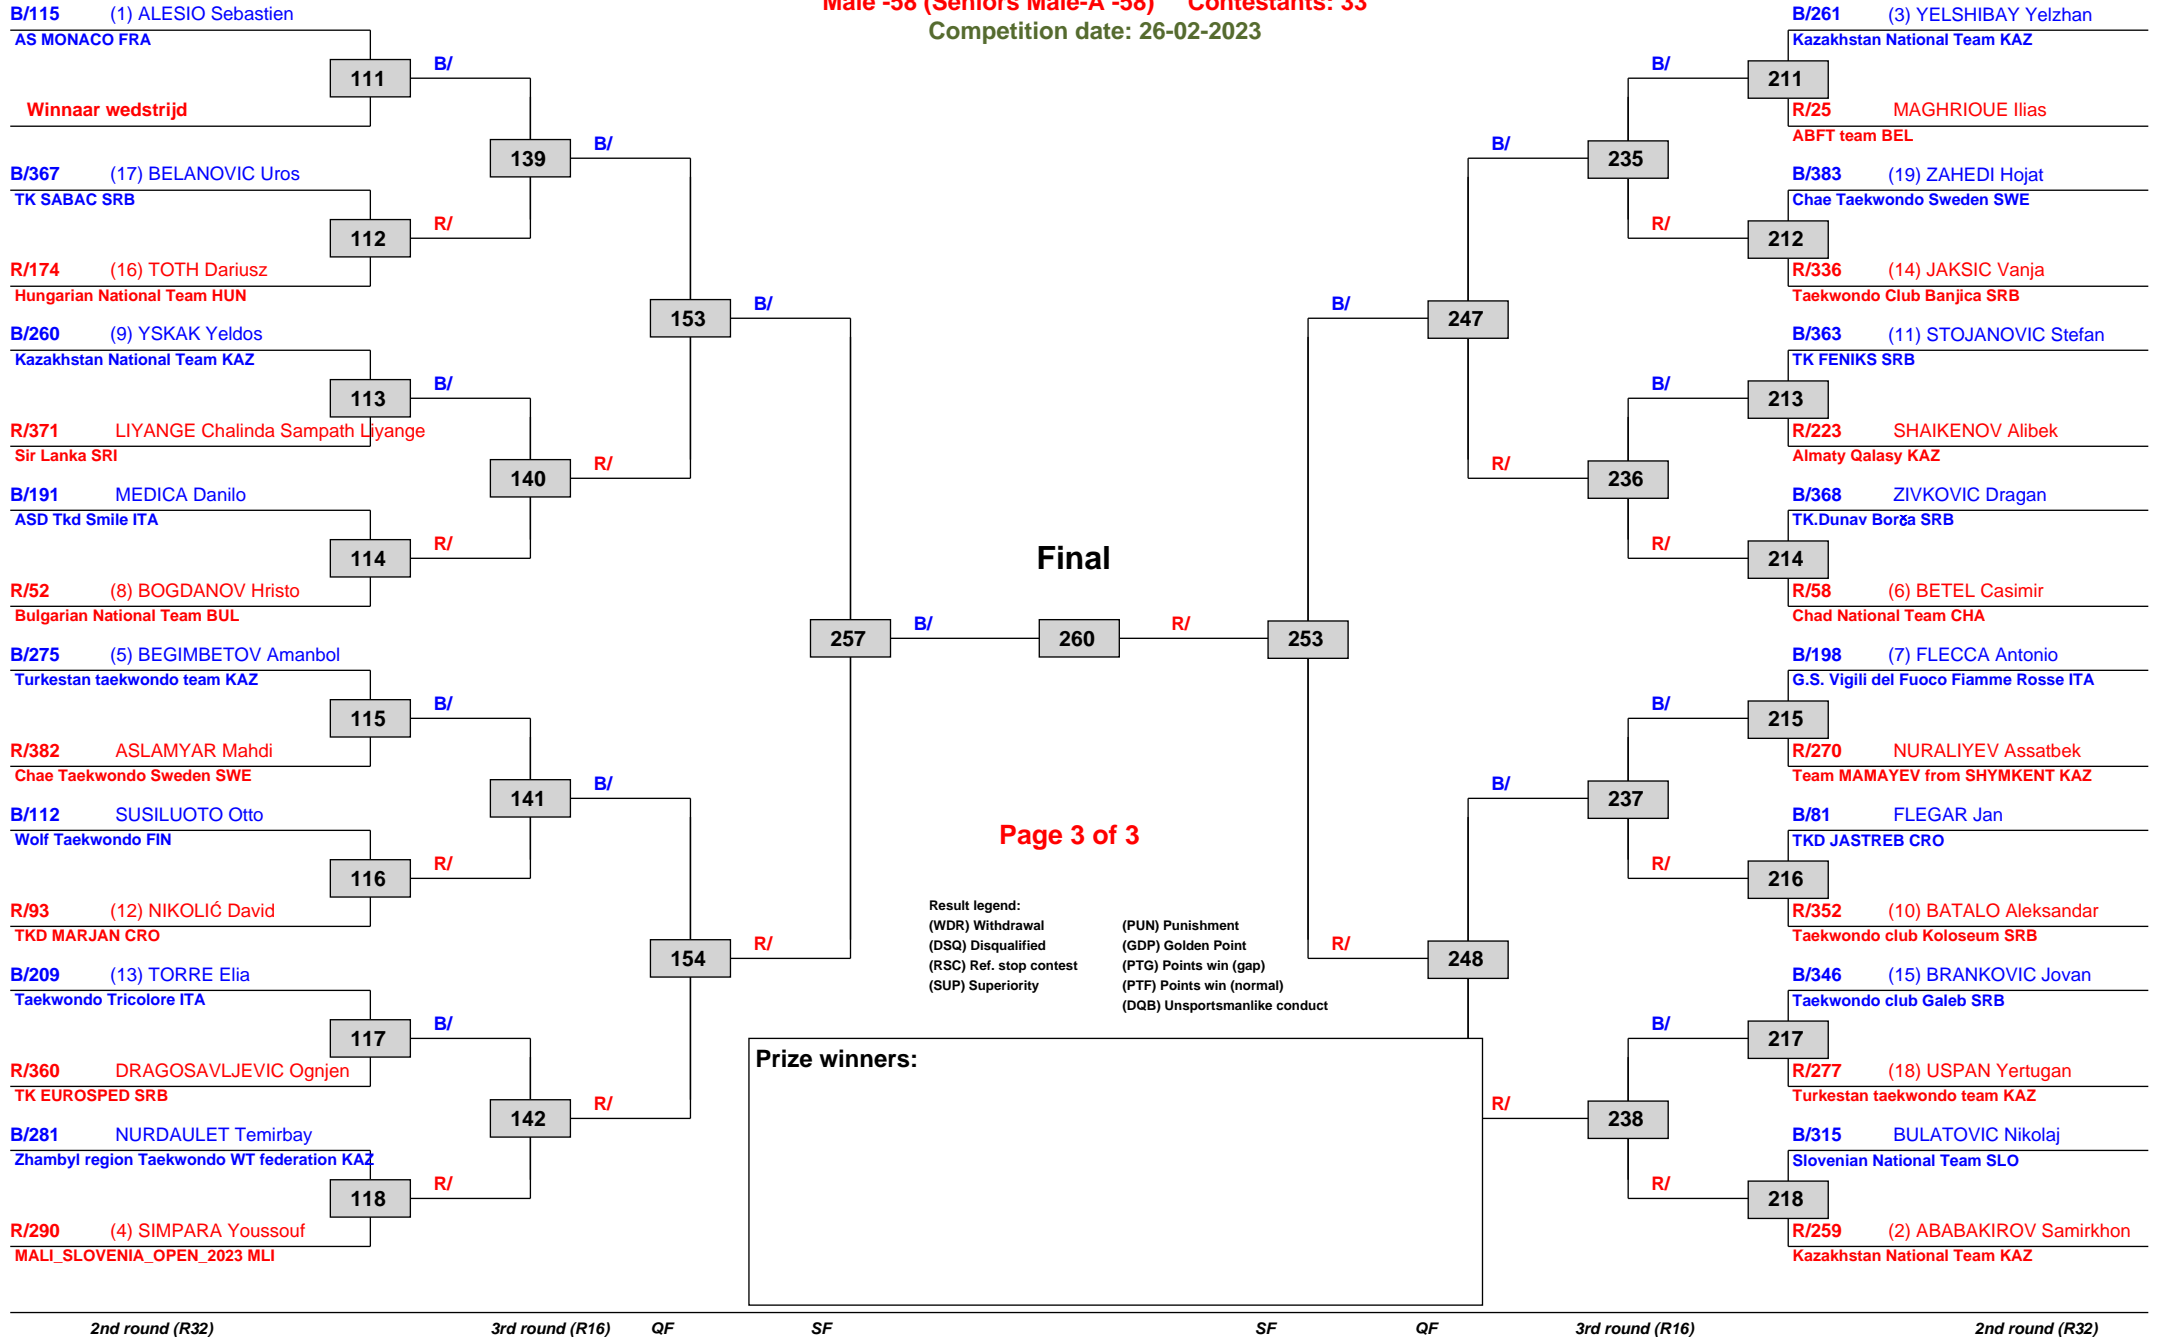 Male -58 (Seniors Male-A -58) Contestants: 33
Competition date: 26-02-2023
B/115 (1) ALESIO Sebastien
AS MONACO FRA
111
B/
Winnaar wedstrijd
139
B/
B/367 (17) BELANOVIC Uros
TK SABAC SRB
112
R/
R/174 (16) TOTH Dariusz
Hungarian National Team HUN
153
B/
B/260 (9) YSKAK Yeldos
Kazakhstan National Team KAZ
113
B/
R/371 LIYANGE Chalinda Sampath Liyange
Sir Lanka SRI
140
R/
B/191 MEDICA Danilo
ASD Tkd Smile ITA
114
R/
R/52 (8) BOGDANOV Hristo
Bulgarian National Team BUL
257
B/
B/275 (5) BEGIMBETOV Amanbol
Turkestan taekwondo team KAZ
115
B/
R/382 ASLAMYAR Mahdi
Chae Taekwondo Sweden SWE
141
B/
B/112 SUSILUOTO Otto
Wolf Taekwondo FIN
116
R/
R/93 (12) NIKOLIĆ David
TKD MARJAN CRO
154
R/
B/209 (13) TORRE Elia
Taekwondo Tricolore ITA
117
B/
R/360 DRAGOSAVLJEVIC Ognjen
TK EUROSPED SRB
142
R/
B/281 NURDAULET Temirbay
Zhambyl region Taekwondo WT federation KAZ
118
R/
R/290 (4) SIMPARA Youssouf
MALI_SLOVENIA_OPEN_2023 MLI
Final
260
R/
253
Page 3 of 3
Result legend:
(WDR) Withdrawal (PUN) Punishment
(DSQ) Disqualified (GDP) Golden Point
(RSC) Ref. stop contest (PTG) Points win (gap)
(SUP) Superiority (PTF) Points win (normal)
(DQB) Unsportsmanlike conduct
Prize winners:
B/261 (3) YELSHIBAY Yelzhan
Kazakhstan National Team KAZ
B/
211
R/25 MAGHRIOUE Ilias
ABFT team BEL
B/
235
B/383 (19) ZAHEDI Hojat
Chae Taekwondo Sweden SWE
R/
212
R/336 (14) JAKSIC Vanja
Taekwondo Club Banjica SRB
B/
247
B/363 (11) STOJANOVIC Stefan
TK FENIKS SRB
B/
213
R/223 SHAIKENOV Alibek
Almaty Qalasy KAZ
R/
236
B/368 ZIVKOVIC Dragan
TK.Dunav Borča SRB
R/
214
R/58 (6) BETEL Casimir
Chad National Team CHA
B/198 (7) FLECCA Antonio
G.S. Vigili del Fuoco Fiamme Rosse ITA
B/
215
R/270 NURALIYEV Assatbek
Team MAMAYEV from SHYMKENT KAZ
B/
237
B/81 FLEGAR Jan
TKD JASTREB CRO
R/
216
R/352 (10) BATALO Aleksandar
Taekwondo club Koloseum SRB
R/
248
B/346 (15) BRANKOVIC Jovan
Taekwondo club Galeb SRB
B/
217
R/277 (18) USPAN Yertugan
Turkestan taekwondo team KAZ
R/
238
B/315 BULATOVIC Nikolaj
Slovenian National Team SLO
R/
218
R/259 (2) ABABAKIROV Samirkhon
Kazakhstan National Team KAZ
2nd round (R32) 3rd round (R16) QF SF SF QF 3rd round (R16) 2nd round (R32)